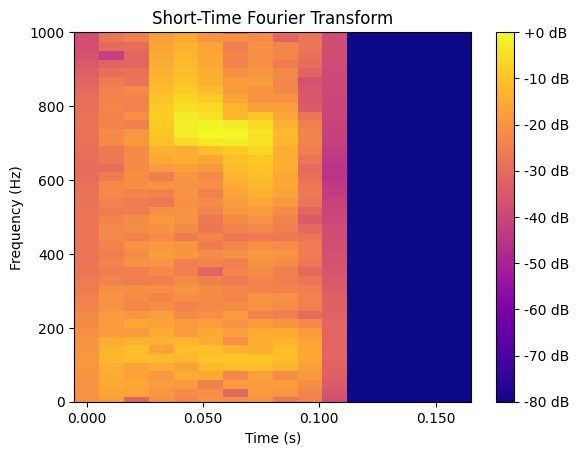 Short-Time Fourier Transform
1000
800
600
400
200
0
Frequency (Hz)
0.000
0.050
0.100
0.150
Time (s)
+0 dB
-10 dB
-20 dB
-30 dB
-40 dB
-50 dB
-60 dB
-70 dB
-80 dB